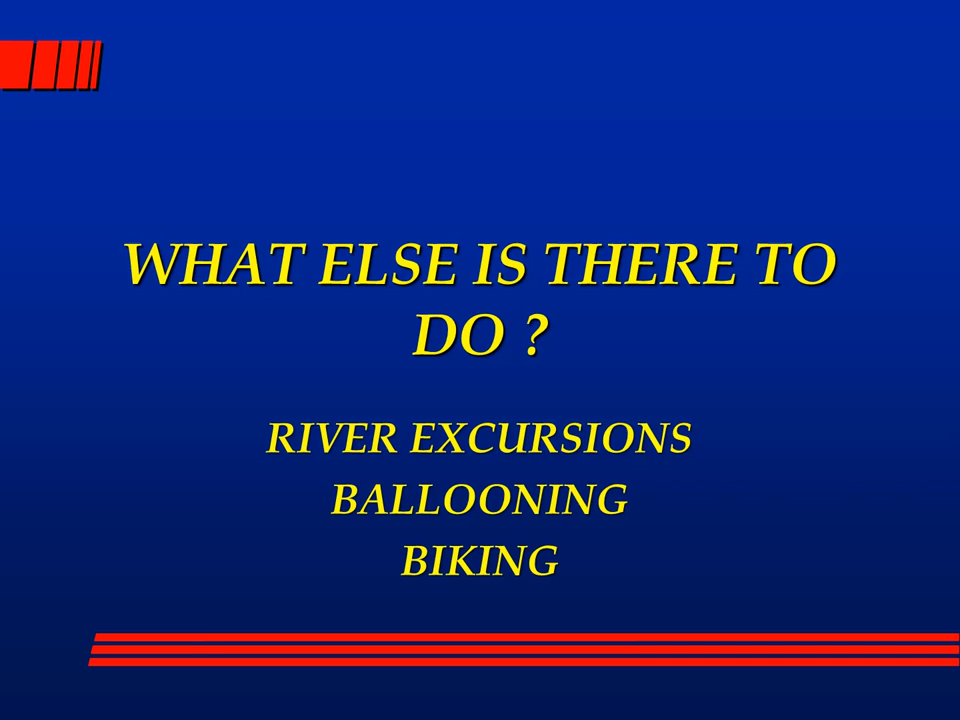 WHAT ELSE IS THERE TO
DO ?
RIVER EXCURSIONS
BALLOONING
BIKING